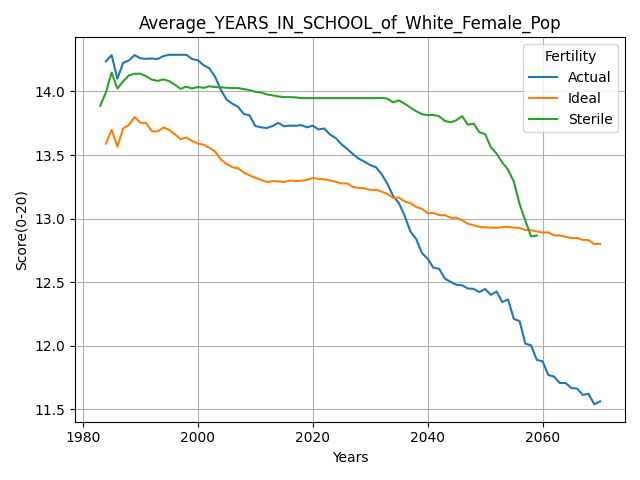 Average_YEARS_IN_SCHOOL_of_White_Female_Pop
Fertility
Actual
Ideal
Sterile
Score(0-20)
14.0
13.5
13.0
12.5
12.0
11.5
1980
2000
2020
2040
2060
Years